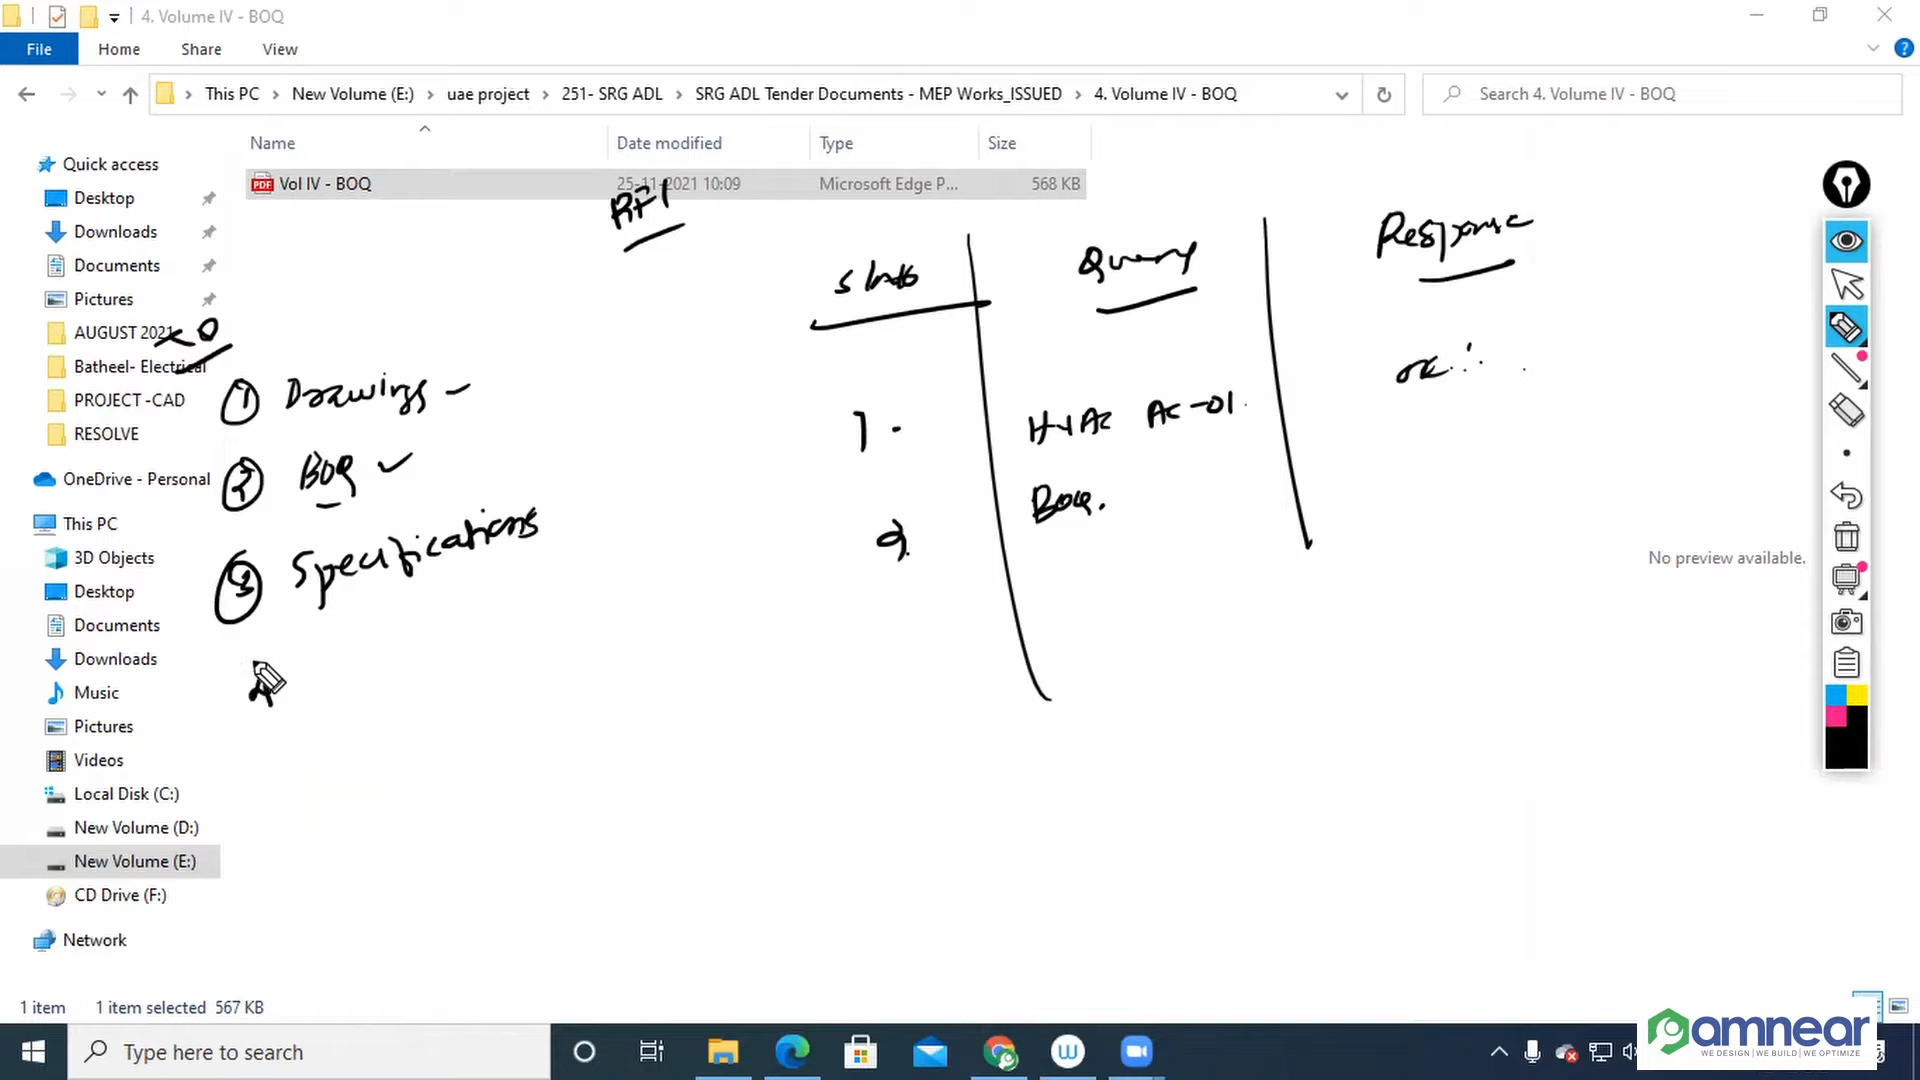 4. Volume IV - BOQ
File Home Share View
This PC New Volume (E:) uae project 251- SRG ADL SRG ADL Tender Documents - MEP Works_ISSUED 4. Volume IV - BOQ
Search 4. Volume IV - BOQ
Name Date modified Type Size
Vol IV - BOQ 25-11-2021 10:09 Microsoft Edge P... 568 KB
Quick access
Desktop
Downloads
Documents
Pictures
AUGUST 2021
Batheel- Electrical
PROJECT -CAD
RESOLVE
OneDrive - Personal
This PC
3D Objects
Desktop
Documents
Downloads
Music
Pictures
Videos
Local Disk (C:)
New Volume (D:)
New Volume (E:)
CD Drive (F:)
Network
RFI
Query
Response
1 Drawings
2 BOQ
3 Specifications
4
1.
HVAC AC-01
BOQ.
2.
No preview available.
1 item 1 item selected 567 KB
Type here to search
amnear
WE DESIGN | WE BUILD | WE OPTIMIZE